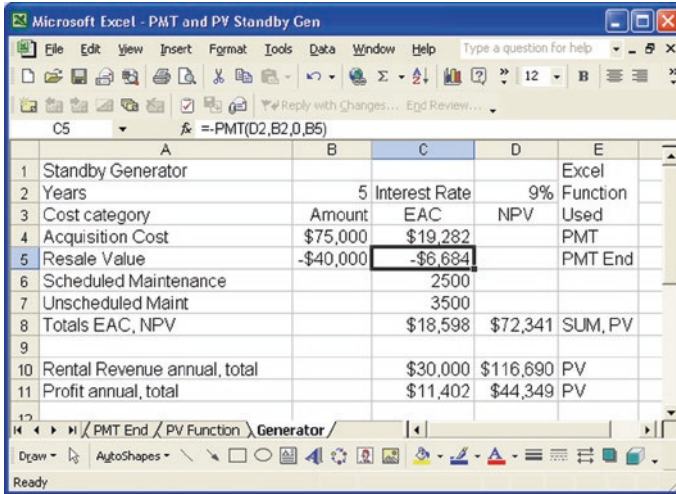 Microsoft Excel - PMT and PV Standby Gen
File Edit View Insert Format Tools Data Window Help Type a question for help
12 B
Reply with Changes... End Review...
C5 fx =-PMT(D2,B2,0,B5)
A B C D E
1 Standby Generator Excel
2 Years 5 Interest Rate 9% Function
3 Cost category Amount EAC NPV Used
4 Acquisition Cost $75,000 $19,282 PMT
5 Resale Value -$40,000 -$6,684 PMT End
6 Scheduled Maintenance 2500
7 Unscheduled Maint 3500
8 Totals EAC, NPV $18,598 $72,341 SUM, PV
9
10 Rental Revenue annual, total $30,000 $116,690 PV
11 Profit annual, total $11,402 $44,349 PV
12
PMT End / PV Function \ Generator /
Draw AutoShapes
Ready